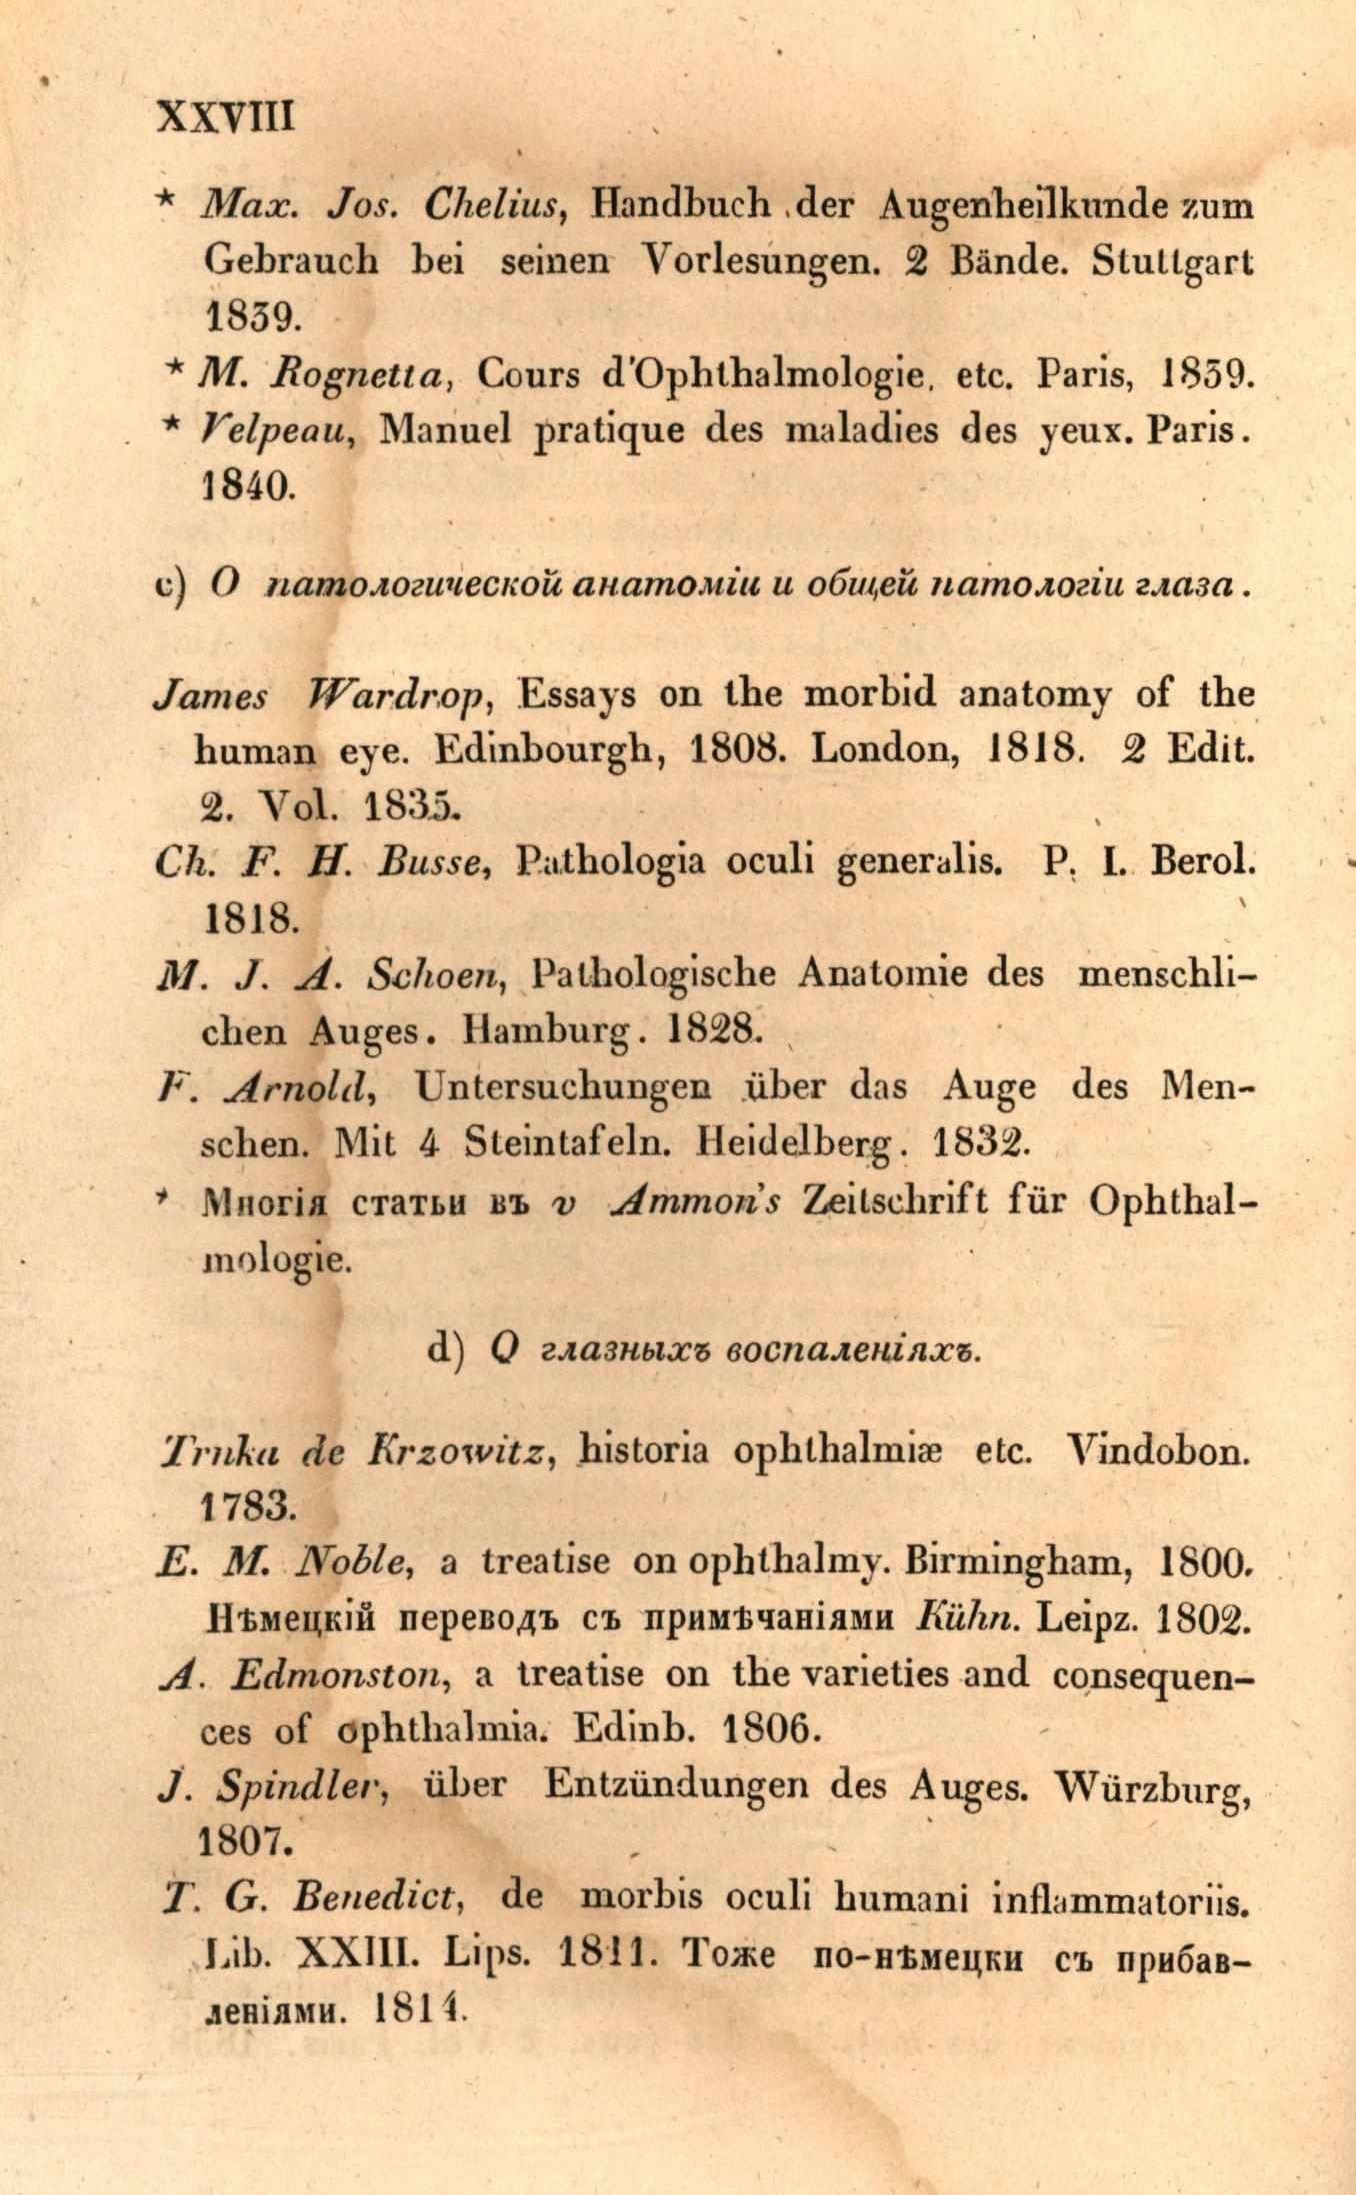 XXVIII
* Max. Jos. Chelius, Handbuch der Augenheilkunde zum
Gebrauch bei seinen Vorlesungen. 2 Bände. Stuttgart
1839.
* M. Rognetta, Cours d'Ophthalmologie, etc. Paris, 1839.
* Velpeau, Manuel pratique des maladies des yeux. Paris.
1840.
c) О патологической анатоміи и общей патологіи глаза.
James Wardrop, Essays on the morbid anatomy of the
human eye. Edinbourgh, 1808. London, 1818. 2 Edit.
2. Vol. 1835.
Ch. F. H. Busse, Pathologia oculi generalis. P. I. Berol.
1818.
M. J. A. Schoen, Pathologische Anatomie des menschli-
chen Auges. Hamburg. 1828.
F. Arnold, Untersuchungen über das Auge des Men-
schen. Mit 4 Steintafeln. Heidelberg. 1832.
* Многія статьи въ v Ammon's Zeitschrift für Ophthal-
mologie.
d) О глазныхъ воспаленіяхъ.
Trnka de Krzowitz, historia ophthalmiæ etc. Vindobon.
1783.
E. M. Noble, a treatise on ophthalmy. Birmingham, 1800.
Нѣмецкій переводъ съ примѣчаніями Kühn. Leipz. 1802.
A. Edmonston, a treatise on the varieties and consequen-
ces of ophthalmia. Edinb. 1806.
J. Spindler, über Entzündungen des Auges. Würzburg,
1807.
T. G. Benedict, de morbis oculi humani inflammatoriis.
Lib. XXIII. Lips. 1811. Тоже по-нѣмецки съ прибав-
леніями. 1814.